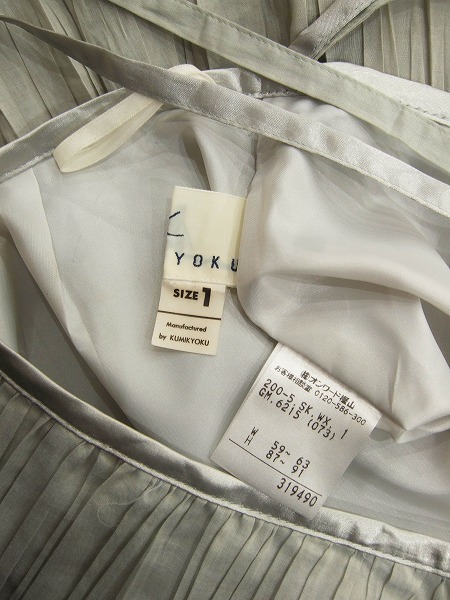 YOKU
SIZE 1
Manufactured
by KUMIKYOKU
(株)オンワード樫山
お客様相談室 0120-586-300
200-5,SK,WX, 1
GM,6215 (073)
W 59~ 63
H 87~ 91
319490